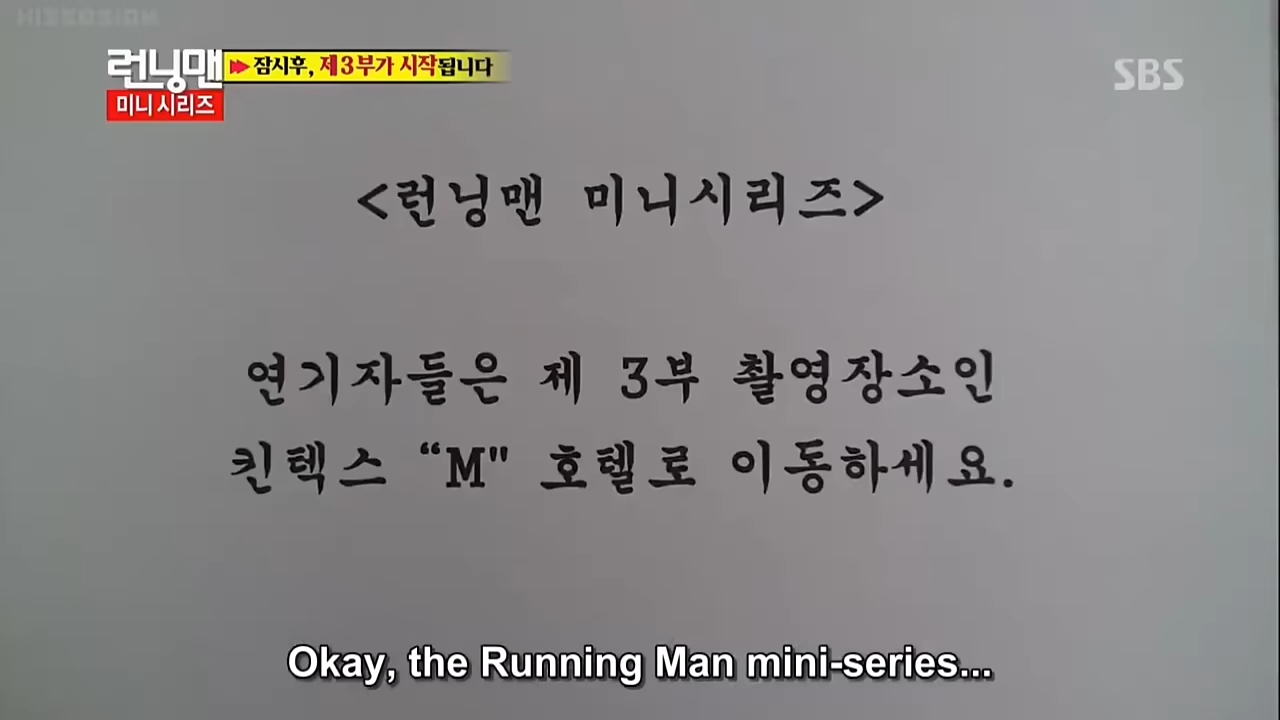 HISSUSION
런닝맨
미니시리즈
잠시후, 제3부가 시작됩니다
SBS
<런닝맨 미니시리즈>
연기자들은 제 3부 촬영장소인
킨텍스 “M" 호텔로 이동하세요.
Okay, the Running Man mini-series...